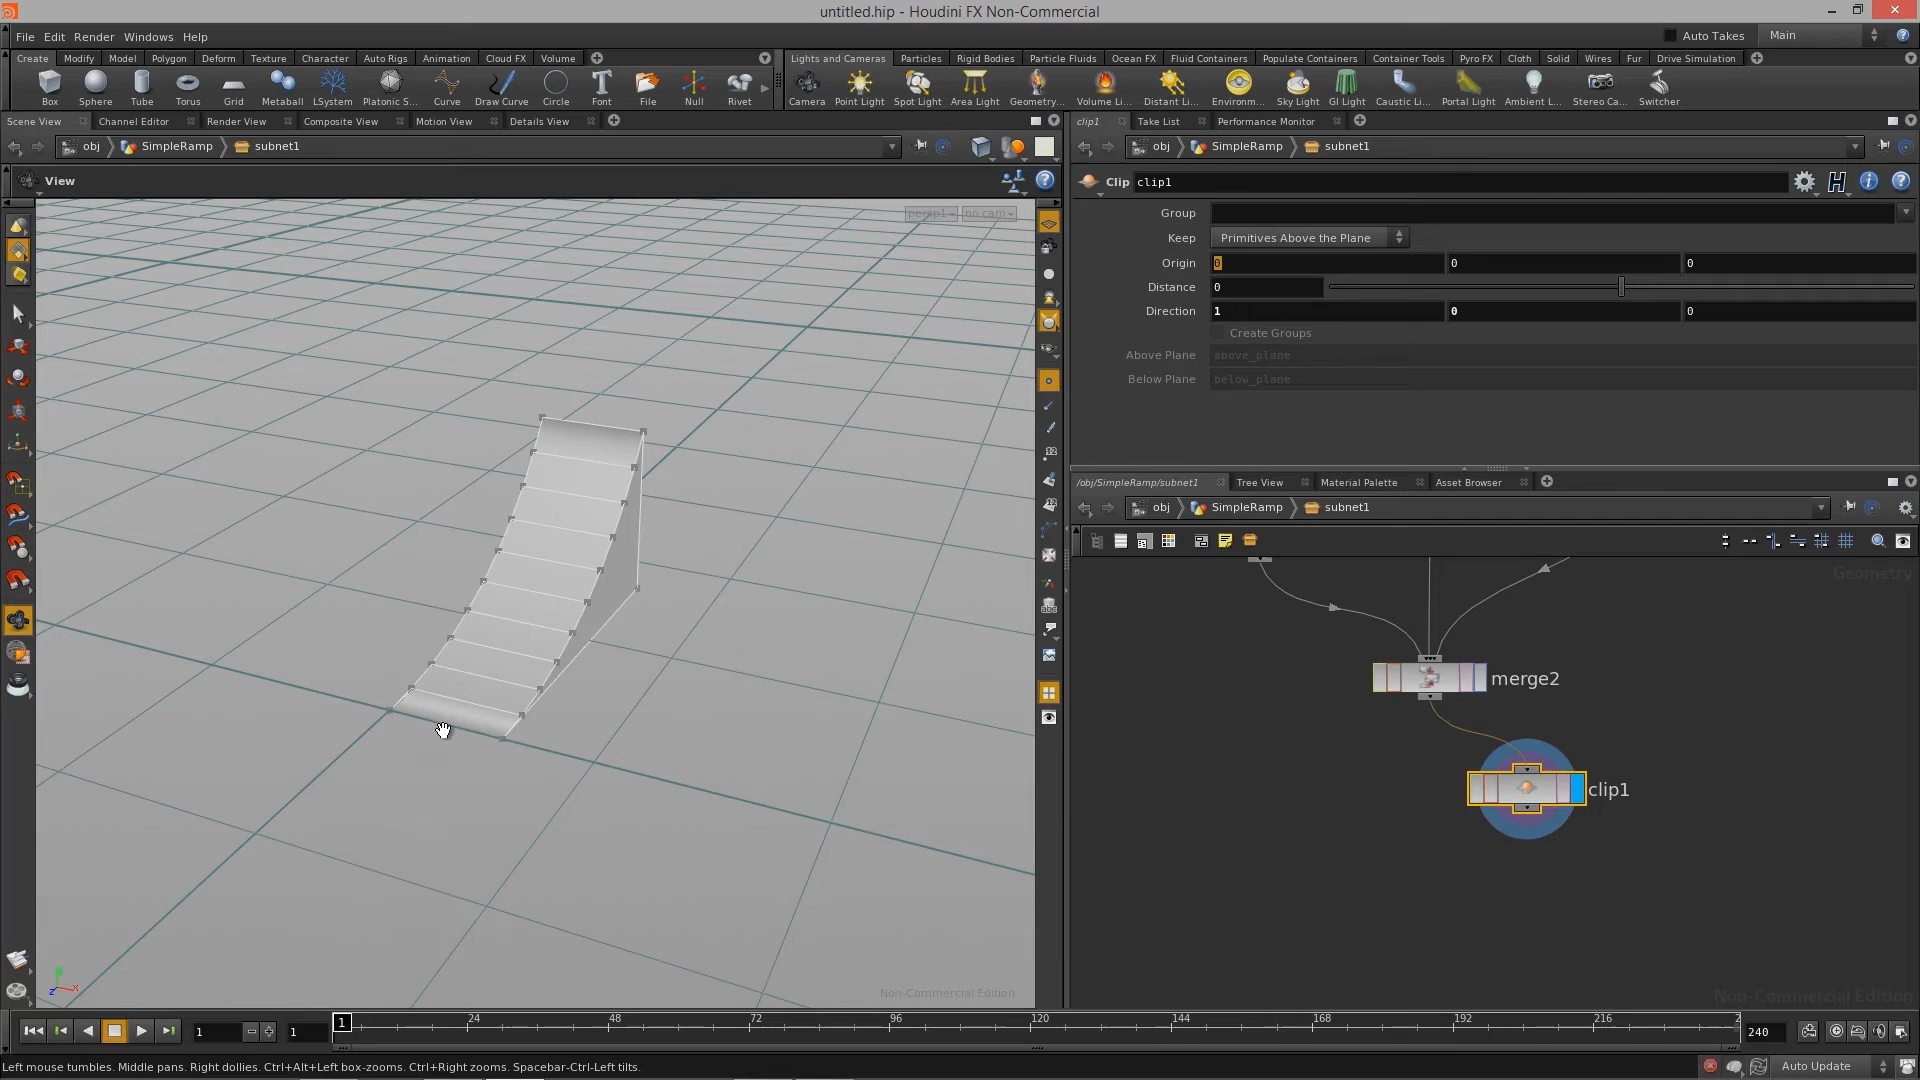 untitled.hip - Houdini FX Non-Commercial
File Edit Render Windows Help
Auto Takes Main
Create Modify Model Polygon Deform Texture Character Auto Rigs Animation Cloud FX Volume
Lights and Cameras Particles Rigid Bodies Particle Fluids Ocean FX Fluid Containers Populate Containers Container Tools Pyro FX Cloth Solid Wires Fur Drive Simulation
Box Sphere Tube Torus Grid Metaball LSystem Platonic S... Curve Draw Curve Circle Font File Null Rivet
Camera Point Light Spot Light Area Light Geometry... Volume Li... Distant Li... Environm... Sky Light GI Light Caustic Li... Portal Light Ambient L... Stereo Ca... Switcher
Scene View Channel Editor Render View Composite View Motion View Details View
clip1 Take List Performance Monitor
obj SimpleRamp subnet1
obj SimpleRamp subnet1
View
Clip clip1
persp1 no cam
Group
Keep Primitives Above the Plane
Origin 0 0 0
Distance 0
Direction 1 0 0
Create Groups
Above Plane above_plane
Below Plane below_plane
/obj/SimpleRamp/subnet1 Tree View Material Palette Asset Browser
obj SimpleRamp subnet1
Geometry
merge2
clip1
Non-Commercial Edition
Non-Commercial Edition
1 1 1 24 48 72 96 120 144 168 192 216 2 240
Left mouse tumbles. Middle pans. Right dollies. Ctrl+Alt+Left box-zooms. Ctrl+Right zooms. Spacebar-Ctrl-Left tilts.
Auto Update